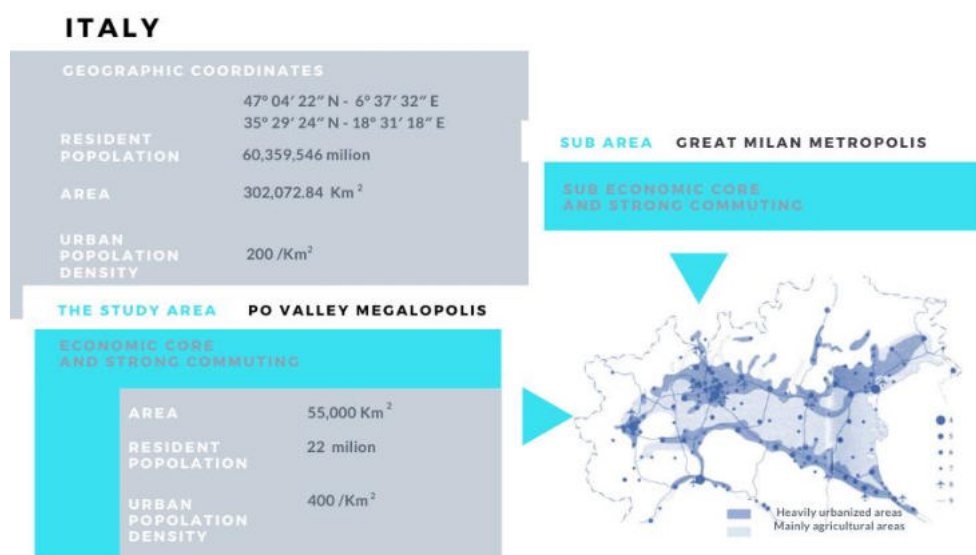 ITALY
GEOGRAPHIC COORDINATES
47° 04′ 22″ N - 6° 37′ 32″ E
35° 29′ 24″ N - 18° 31′ 18″ E
RESIDENT
POPOLATION
60,359,546 milion
AREA
302,072.84 Km²
URBAN
POPOLATION
DENSITY
200 /Km²
THE STUDY AREA PO VALLEY MEGALOPOLIS
ECONOMIC CORE
AND STRONG COMMUTING
AREA
55,000 Km²
RESIDENT
POPOLATION
22 milion
URBAN
POPOLATION
DENSITY
400 /Km²
SUB AREA GREAT MILAN METROPOLIS
SUB ECONOMIC CORE
AND STRONG COMMUTING
Heavily urbanized areas
Mainly agricultural areas